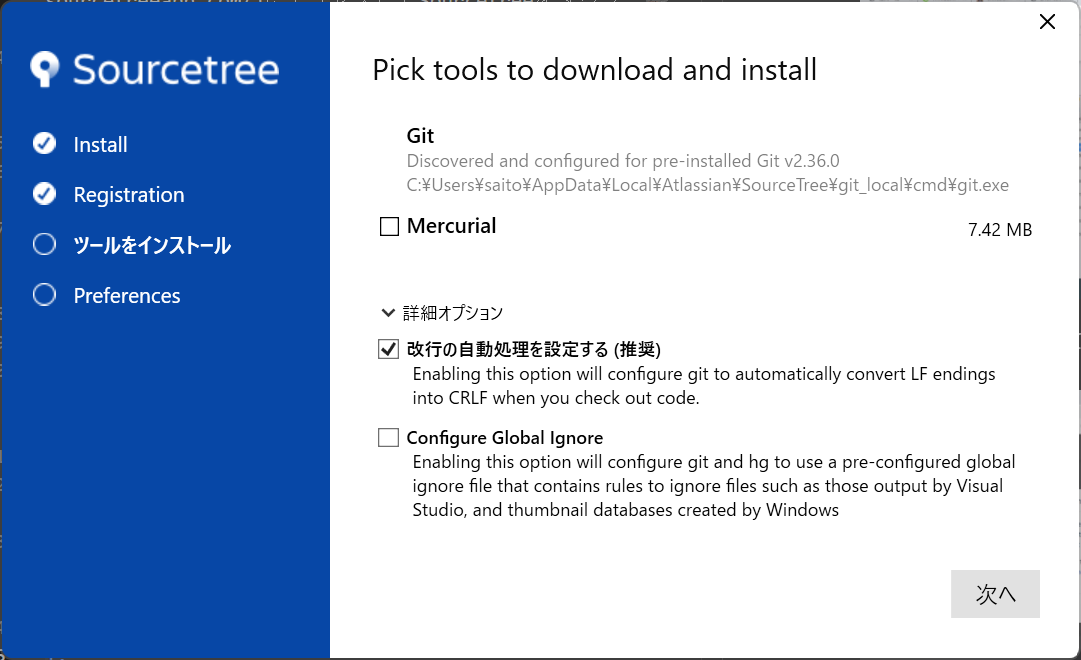 Sourcetree
Install
Registration
ツールをインストール
Preferences
Pick tools to download and install
Git
Discovered and configured for pre-installed Git v2.36.0
C:¥Users¥saito¥AppData¥Local¥Atlassian¥SourceTree¥git_local¥cmd¥git.exe
Mercurial
7.42 MB
詳細オプション
改行の自動処理を設定する (推奨)
Enabling this option will configure git to automatically convert LF endings
into CRLF when you check out code.
Configure Global Ignore
Enabling this option will configure git and hg to use a pre-configured global
ignore file that contains rules to ignore files such as those output by Visual
Studio, and thumbnail databases created by Windows
次へ